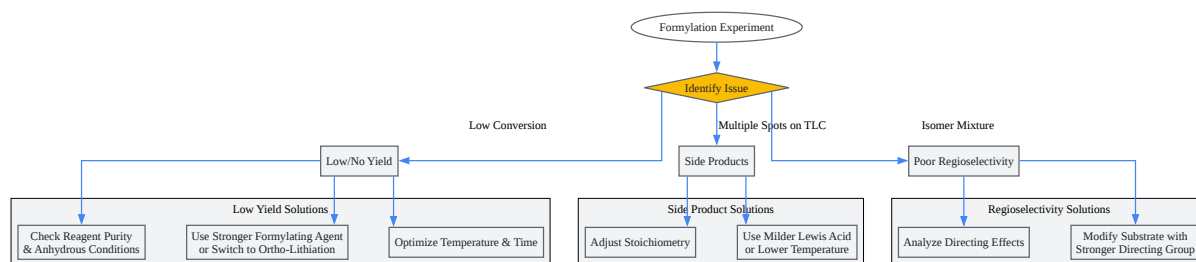 Formylation Experiment
Identify Issue
Low Conversion
Multiple Spots on TLC
Isomer Mixture
Low/No Yield
Side Products
Poor Regioselectivity
Low Yield Solutions
Side Product Solutions
Regioselectivity Solutions
Check Reagent Purity
& Anhydrous Conditions
Use Stronger Formylating Agent
or Switch to Ortho-Lithiation
Optimize Temperature & Time
Adjust Stoichiometry
Use Milder Lewis Acid
or Lower Temperature
Analyze Directing Effects
Modify Substrate with
Stronger Directing Group